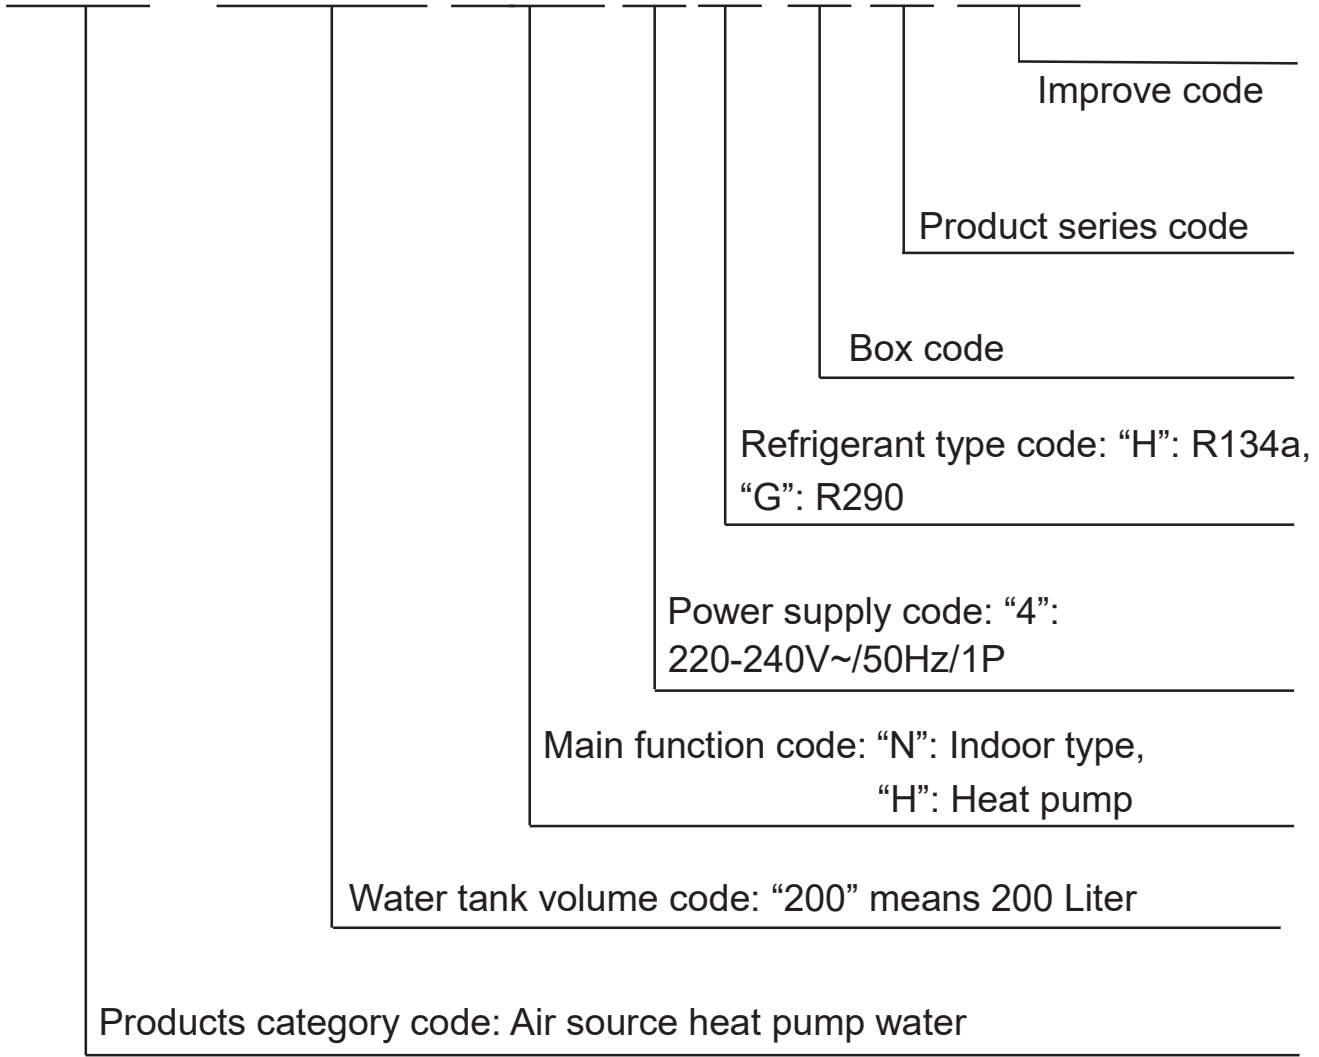 Improve code
Product series code
Box code
Refrigerant type code: “H”: R134a,
“G”: R290
Power supply code: “4”:
220-240V~/50Hz/1P
Main function code: “N”: Indoor type,
“H”: Heat pump
Water tank volume code: “200” means 200 Liter
Products category code: Air source heat pump water